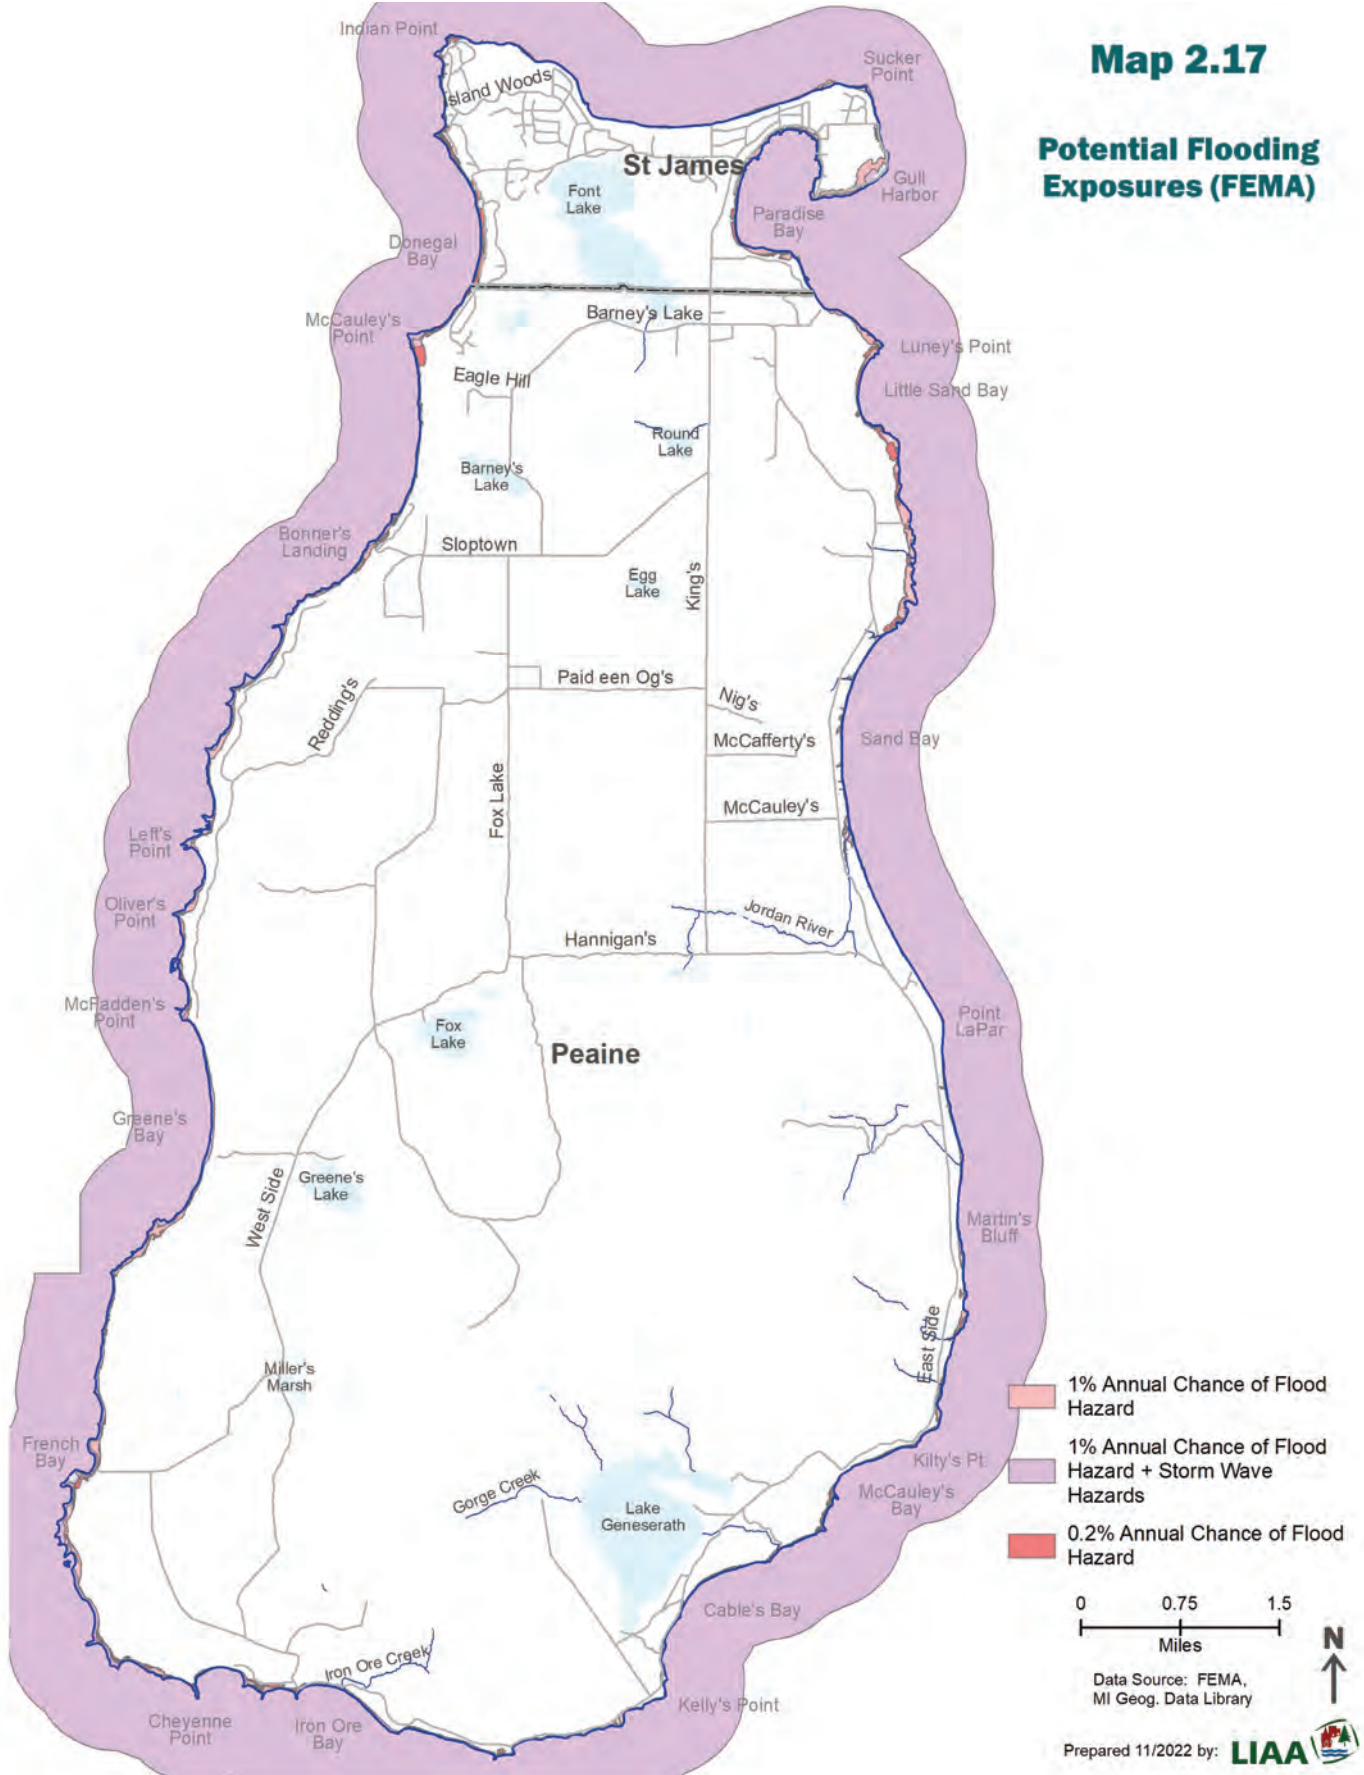 Map 2.17
Potential Flooding
Exposures (FEMA)
Indian Point
Sucker
Point
Island Woods
St James
Font
Lake
Gull
Harbor
Paradise
Bay
Donegal
Bay
McCauley's
Point
Barney's Lake
Luney's Point
Eagle Hill
Little Sand Bay
Round
Lake
Barney's
Lake
Bonner's
Landing
Sloptown
Egg
Lake
King's
Paid een Og's
Nig's
Redding's
McCafferty's
Sand Bay
Fox Lake
McCauley's
Left's
Point
Oliver's
Point
Jordan River
Hannigan's
McFadden's
Point
Point
LaPar
Fox
Lake
Peaine
Greene's
Bay
Greene's
Lake
West Side
Martin's
Bluff
East Side
Miller's
Marsh
French
Bay
Kilty's Pt.
McCauley's
Bay
Gorge Creek
Lake
Geneserath
Cable's Bay
Iron Ore Creek
Kelly's Point
Cheyenne
Point
Iron Ore
Bay
1% Annual Chance of Flood
Hazard
1% Annual Chance of Flood
Hazard + Storm Wave
Hazards
0.2% Annual Chance of Flood
Hazard
0 0.75 1.5
Miles
N
Data Source: FEMA,
MI Geog. Data Library
Prepared 11/2022 by: LIAA